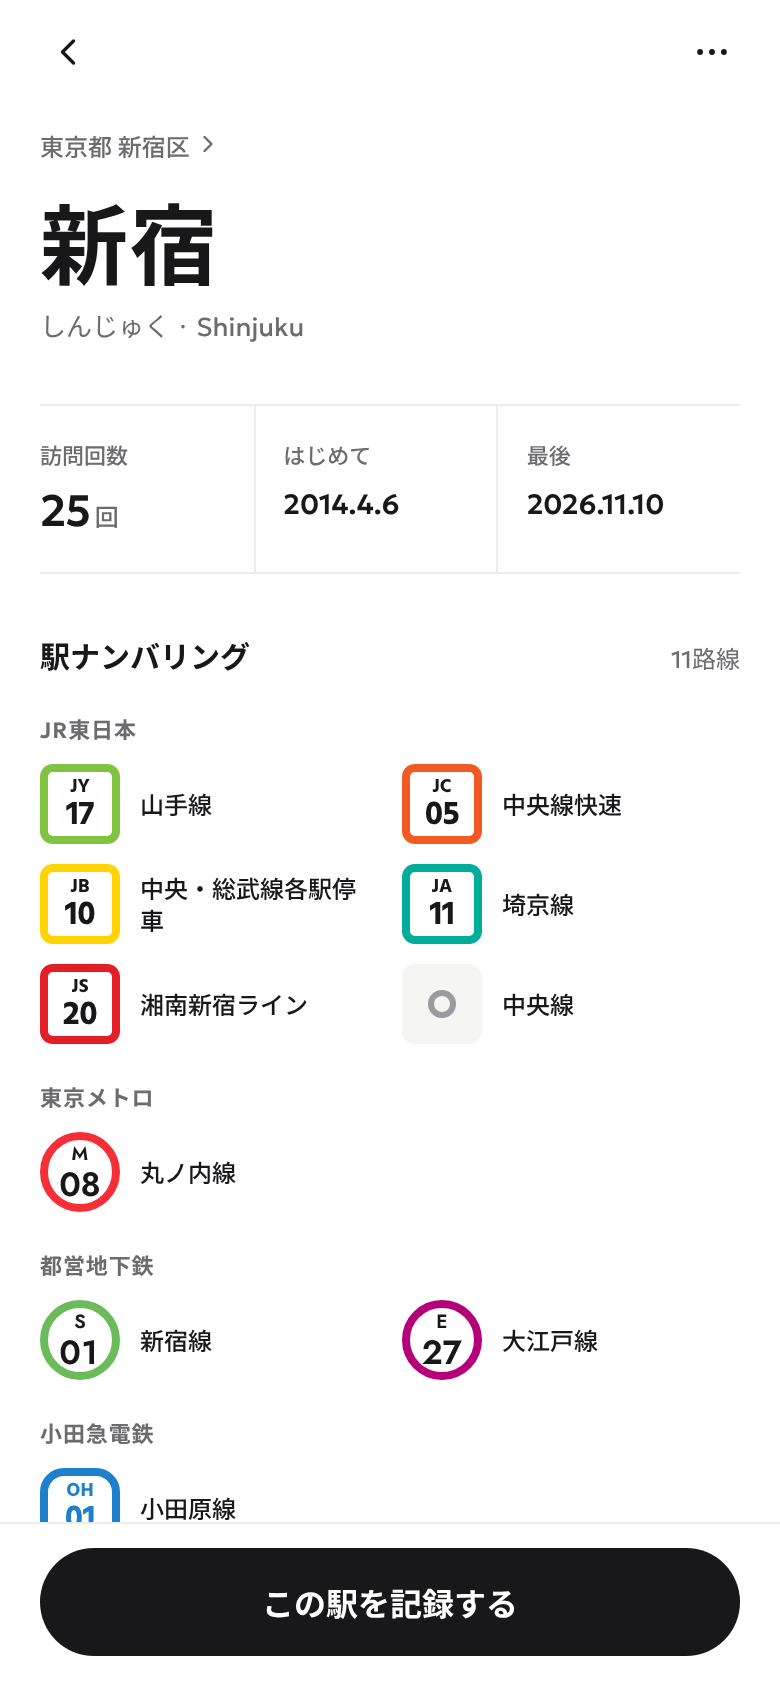 東京都 新宿区
新宿
しんじゅく · Shinjuku
訪問回数
25回
はじめて
2014.4.6
最後
2026.11.10
駅ナンバリング
11路線
JR東日本
JY
17
山手線
JC
05
中央線快速
JB
10
中央・総武線各駅停
車
JA
11
埼京線
JS
20
湘南新宿ライン
中央線
東京メトロ
M
08
丸ノ内線
都営地下鉄
S
01
新宿線
E
27
大江戸線
小田急電鉄
OH
01
小田原線
この駅を記録する